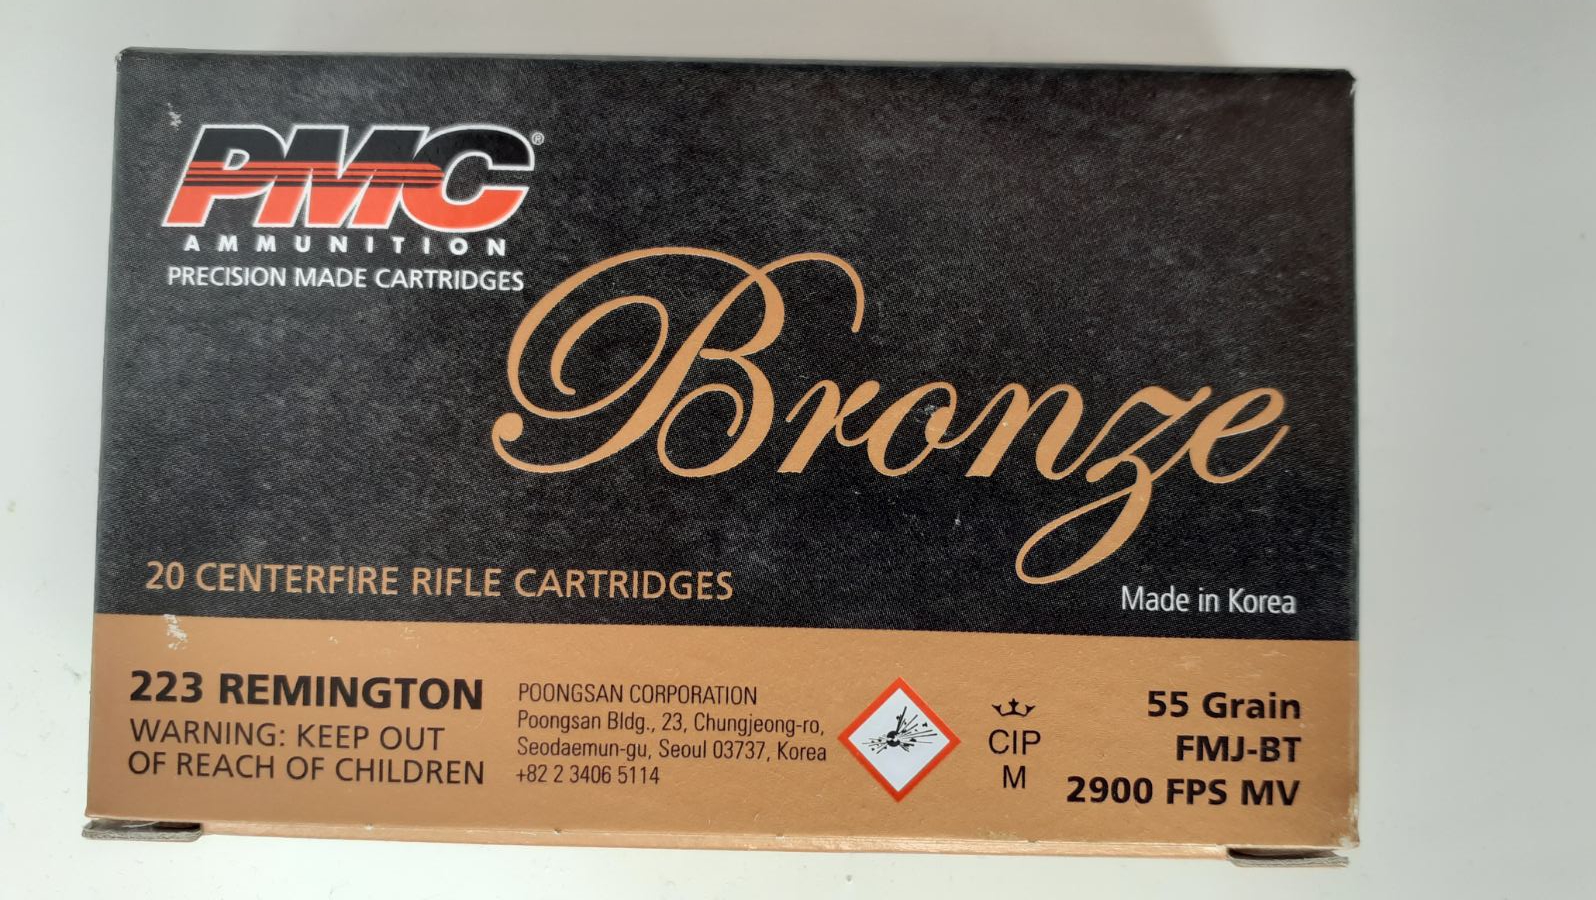 PMC®
AMMUNITION
PRECISION MADE CARTRIDGES
Bronze
20 CENTERFIRE RIFLE CARTRIDGES
Made in Korea
223 REMINGTON
WARNING: KEEP OUT
OF REACH OF CHILDREN
POONGSAN CORPORATION
Poongsan Bldg., 23, Chungjeong-ro,
Seodaemun-gu, Seoul 03737, Korea
+82 2 3406 5114
CIP
M
55 Grain
FMJ-BT
2900 FPS MV